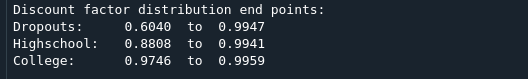 Discount factor distribution end points:
Dropouts:     0.6040  to  0.9947
Highschool:   0.8808  to  0.9941
College:      0.9746  to  0.9959